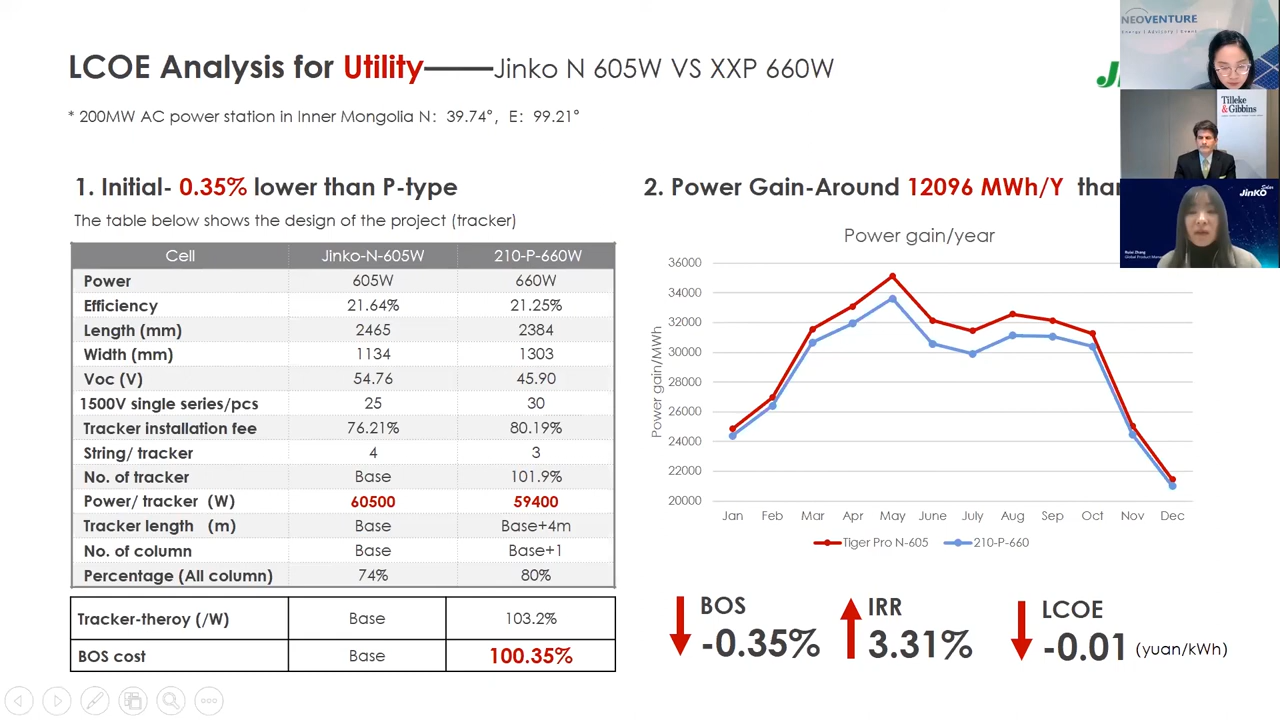 LCOE Analysis for Utility——Jinko N 605W VS XXP 660W
* 200MW AC power station in Inner Mongolia N: 39.74°, E: 99.21°
1. Initial- 0.35% lower than P-type
The table below shows the design of the project (tracker)
Cell Jinko-N-605W 210-P-660W
Power 605W 660W
Efficiency 21.64% 21.25%
Length (mm) 2465 2384
Width (mm) 1134 1303
Voc (V) 54.76 45.90
1500V single series/pcs 25 30
Tracker installation fee 76.21% 80.19%
String/ tracker 4 3
No. of tracker Base 101.9%
Power/ tracker (W) 60500 59400
Tracker length (m) Base Base+4m
No. of column Base Base+1
Percentage (All column) 74% 80%
Tracker-theroy (/W) Base 103.2%
BOS cost Base 100.35%
2. Power Gain-Around 12096 MWh/Y than
Power gain/year
Power gain/MWh
36000
34000
32000
30000
28000
26000
24000
22000
20000
Jan Feb Mar Apr May June July Aug Sep Oct Nov Dec
Tiger Pro N-605 210-P-660
BOS
-0.35%
IRR
3.31%
LCOE
-0.01 (yuan/kWh)
NEOVENTURE
Energy | Advisory | Event
Tilleke
& Gibbins
JinKO Solar
Global Product Manager